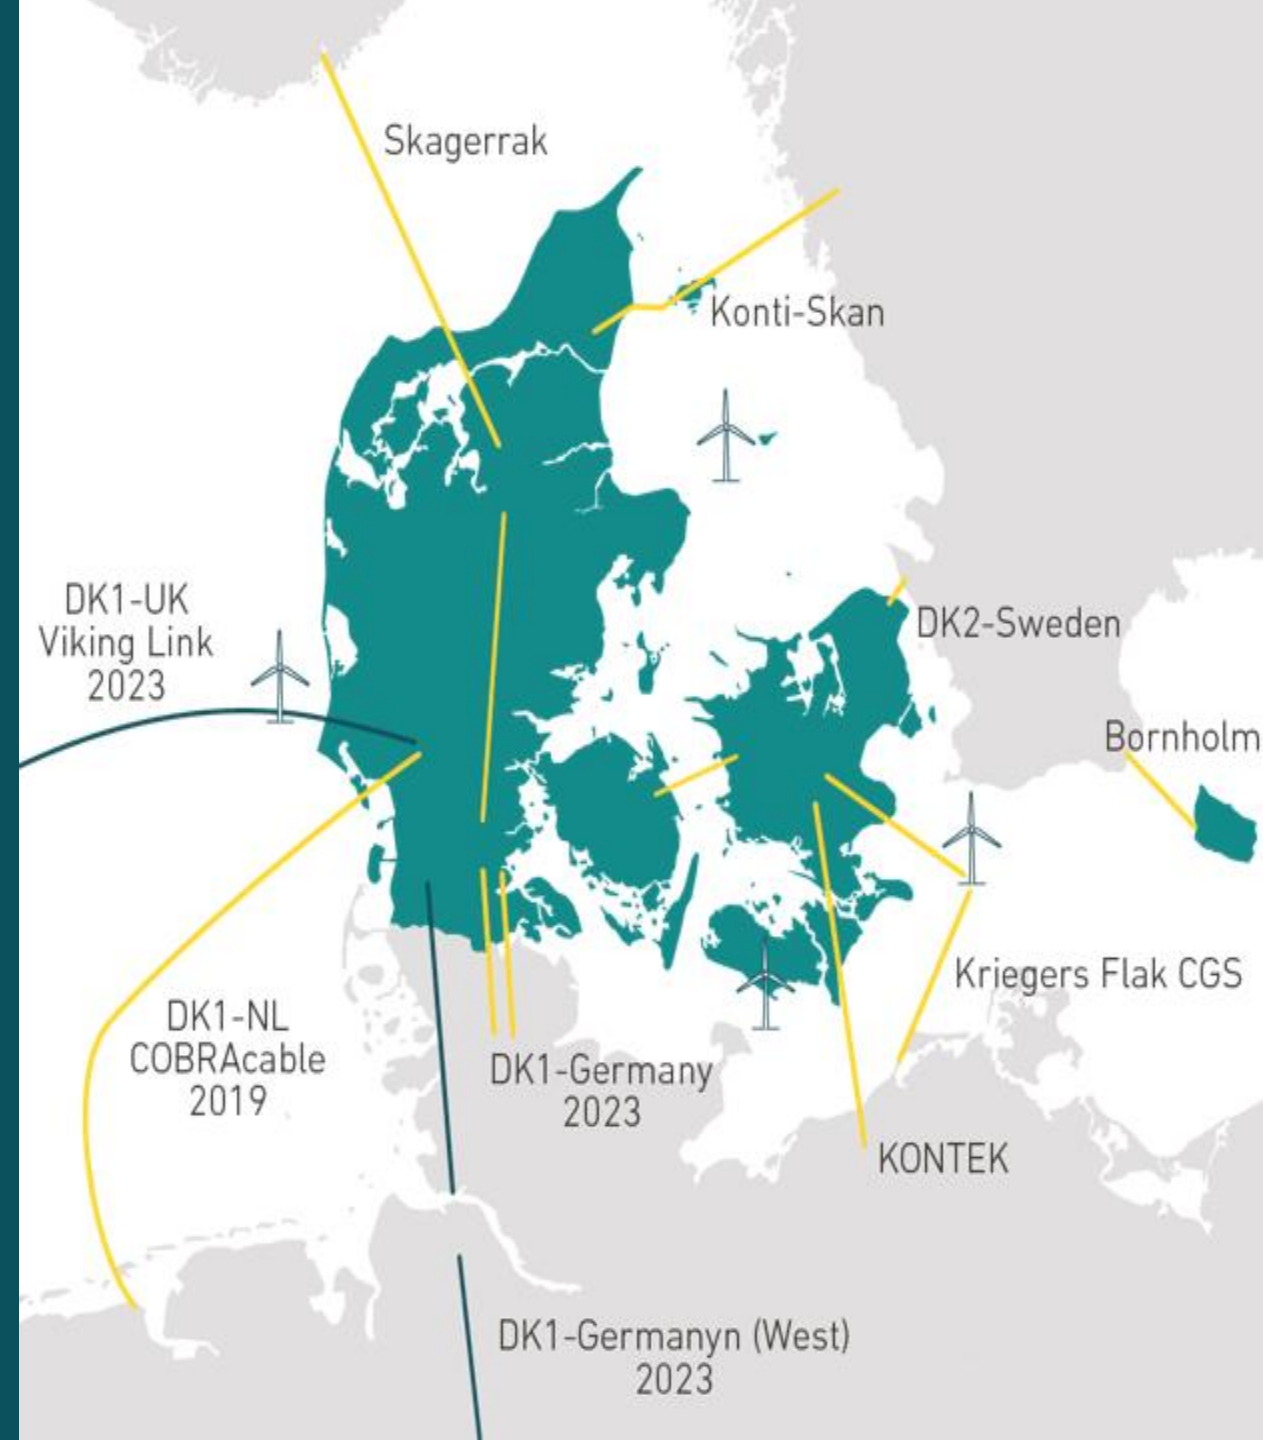 Skagerrak
Konti-Skan
DK1-UK
Viking Link
2023
DK2-Sweden
Bornholm
Kriegers Flak CGS
DK1-NL
COBRAcable
2019
DK1-Germany
2023
KONTEK
DK1-Germanyn (West)
2023